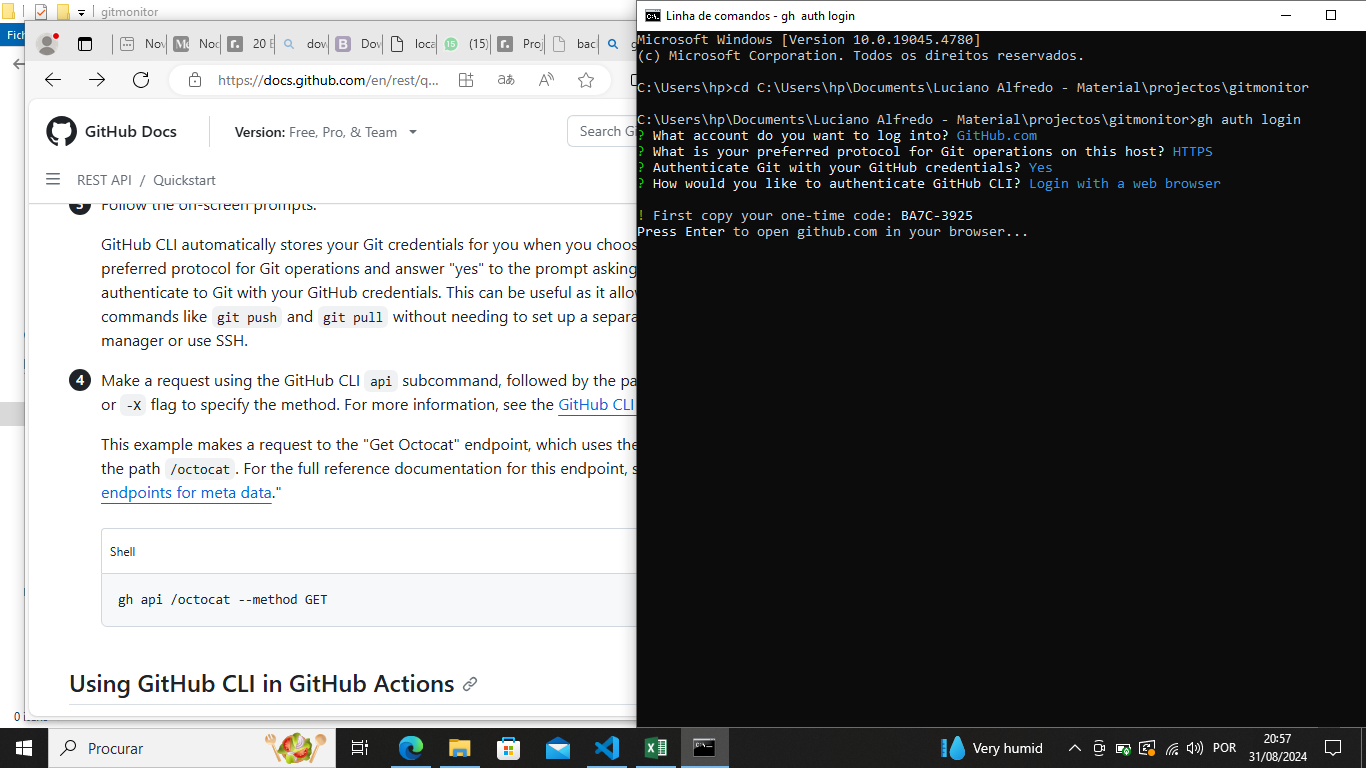 gitmonitor
Fich
Nov
Noc
20 E
dow
Dov
loca
(15)
Proj
bac
g
https://docs.github.com/en/rest/q...
GitHub Docs
Version: Free, Pro, & Team
Search G
REST API / Quickstart
3 Follow the on-screen prompts.
GitHub CLI automatically stores your Git credentials for you when you choos
preferred protocol for Git operations and answer "yes" to the prompt asking
authenticate to Git with your GitHub credentials. This can be useful as it allo
commands like git push and git pull without needing to set up a separa
manager or use SSH.
4 Make a request using the GitHub CLI api subcommand, followed by the pa
or -X flag to specify the method. For more information, see the GitHub CLI
This example makes a request to the "Get Octocat" endpoint, which uses the
the path /octocat . For the full reference documentation for this endpoint, s
endpoints for meta data."
Shell
gh api /octocat --method GET
Using GitHub CLI in GitHub Actions
Linha de comandos - gh auth login
Microsoft Windows [Version 10.0.19045.4780]
(c) Microsoft Corporation. Todos os direitos reservados.
C:\Users\hp>cd C:\Users\hp\Documents\Luciano Alfredo - Material\projectos\gitmonitor
C:\Users\hp\Documents\Luciano Alfredo - Material\projectos\gitmonitor>gh auth login
? What account do you want to log into? GitHub.com
? What is your preferred protocol for Git operations on this host? HTTPS
? Authenticate Git with your GitHub credentials? Yes
? How would you like to authenticate GitHub CLI? Login with a web browser
! First copy your one-time code: BA7C-3925
Press Enter to open github.com in your browser...
Procurar
Very humid
POR
20:57
31/08/2024